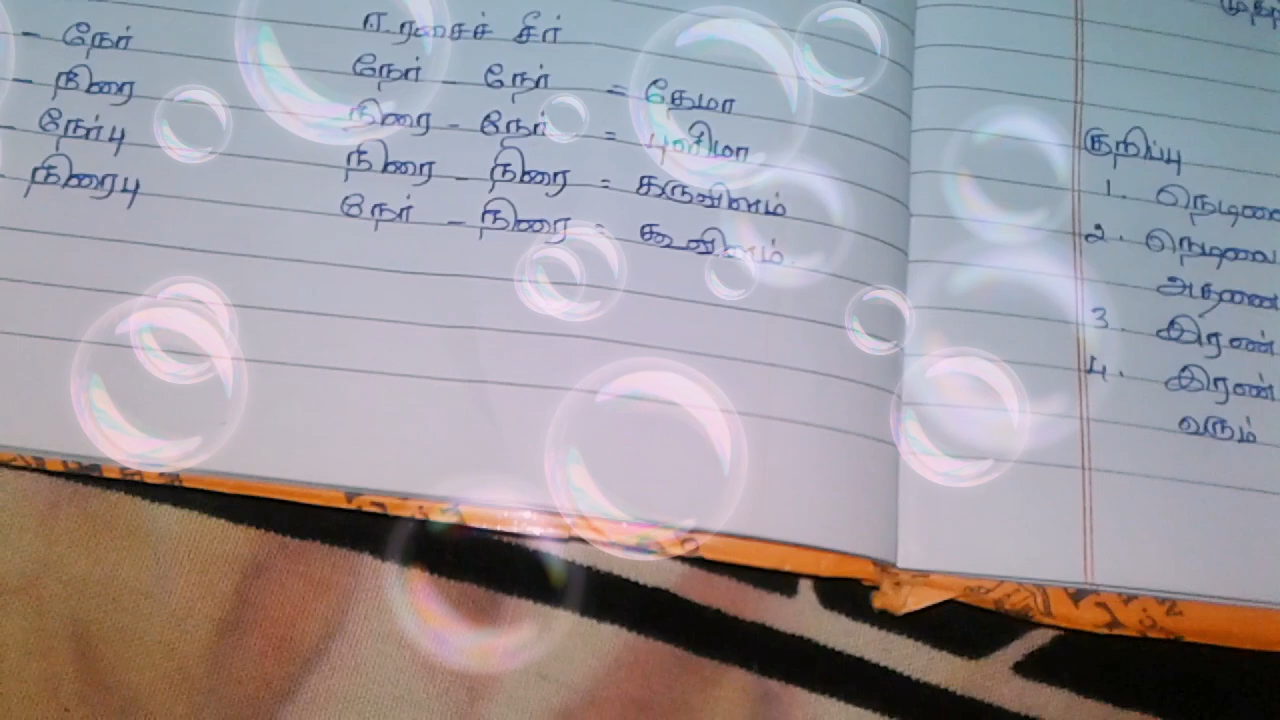 - நேர்
- நிரை
- நேர்பு
- நிரைபு
ஈரசைச் சீர்
நேர் - நேர் = தேமா
நிரை - நேர் = புளிமா
நிரை - நிரை = கருவிளம்
நேர் - நிரை = கூவிளம்
குறிப்பு
1.
2.
3.
4.
வரும்